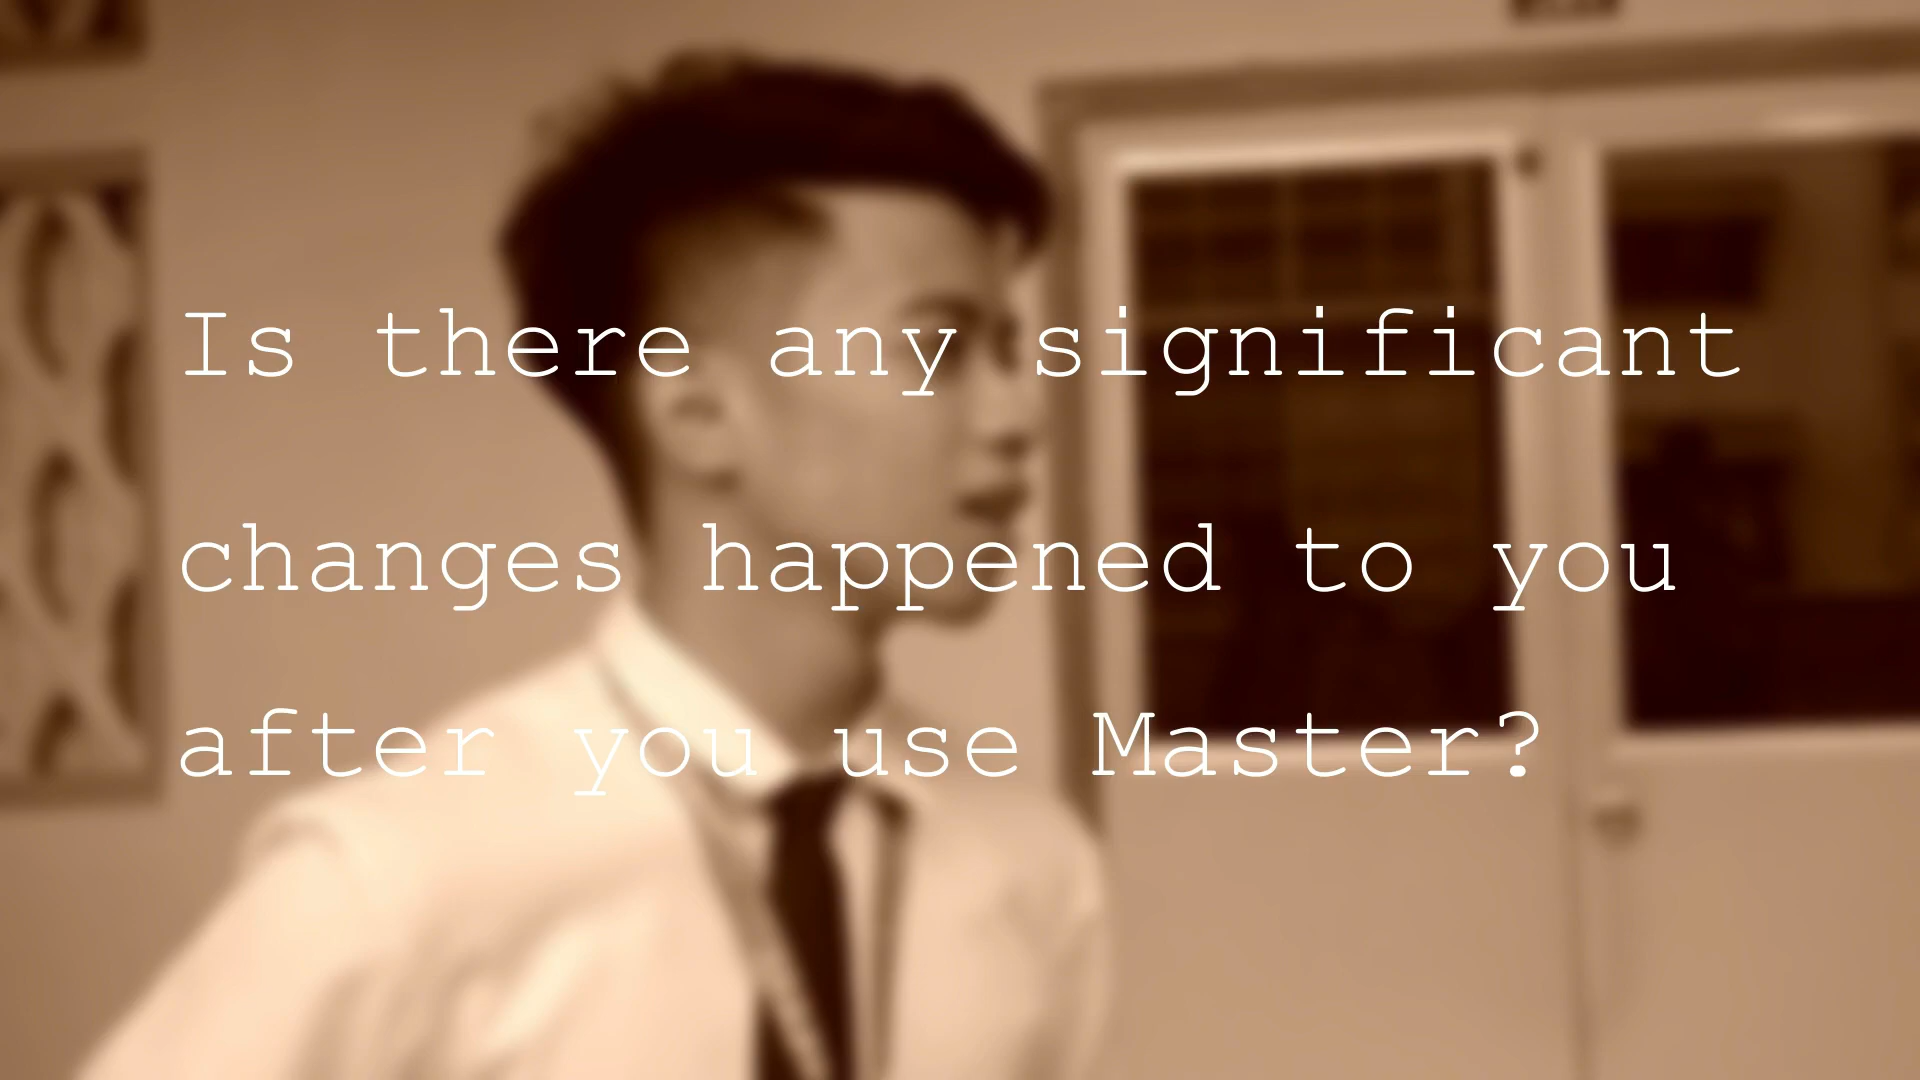 Is there any significant
changes happened to you
after you use Master?